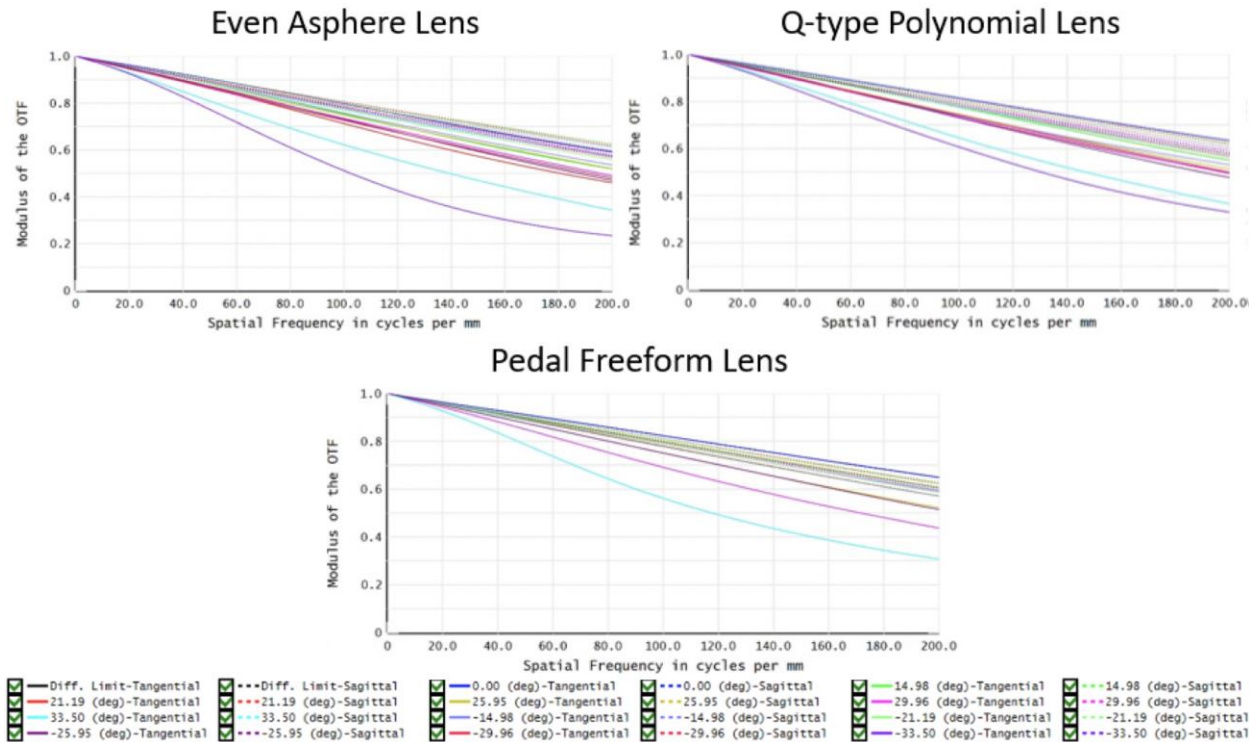 Even Asphere Lens
Q-type Polynomial Lens
1.0
0.8
0.6
0.4
0.2
0
Modulus of the OTF
0.0 20.0 40.0 60.0 80.0 100.0 120.0 140.0 160.0 180.0 200.0
Spatial Frequency in cycles per mm
1.0
0.8
0.6
0.4
0.2
0
Modulus of the OTF
0.0 20.0 40.0 60.0 80.0 100.0 120.0 140.0 160.0 180.0 200.0
Spatial Frequency in cycles per mm
Pedal Freeform Lens
1.0
0.8
0.6
0.4
0.2
0
Modulus of the OTF
0.0 20.0 40.0 60.0 80.0 100.0 120.0 140.0 160.0 180.0 200.0
Spatial Frequency in cycles per mm
Diff. Limit-Tangential Diff. Limit-Sagittal 0.00 (deg)-Tangential 0.00 (deg)-Sagittal 14.98 (deg)-Tangential 14.98 (deg)-Sagittal
21.19 (deg)-Tangential 21.19 (deg)-Sagittal 25.95 (deg)-Tangential 25.95 (deg)-Sagittal 29.96 (deg)-Tangential 29.96 (deg)-Sagittal
33.50 (deg)-Tangential 33.50 (deg)-Sagittal -14.98 (deg)-Tangential -14.98 (deg)-Sagittal -21.19 (deg)-Tangential -21.19 (deg)-Sagittal
-25.95 (deg)-Tangential -25.95 (deg)-Sagittal -29.96 (deg)-Tangential -29.96 (deg)-Sagittal -33.50 (deg)-Tangential -33.50 (deg)-Sagittal